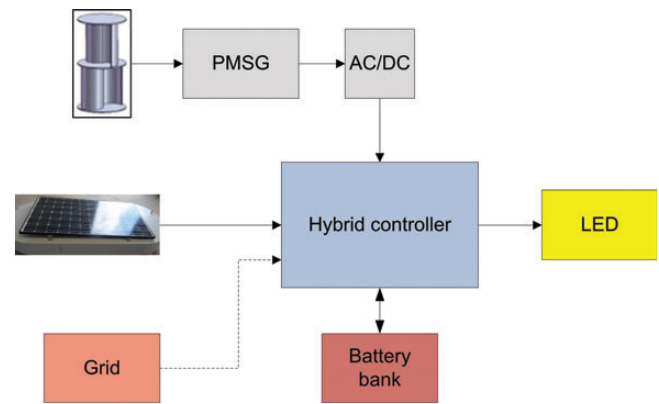 PMSG
AC/DC
Hybrid controller
LED
Grid
Battery
bank